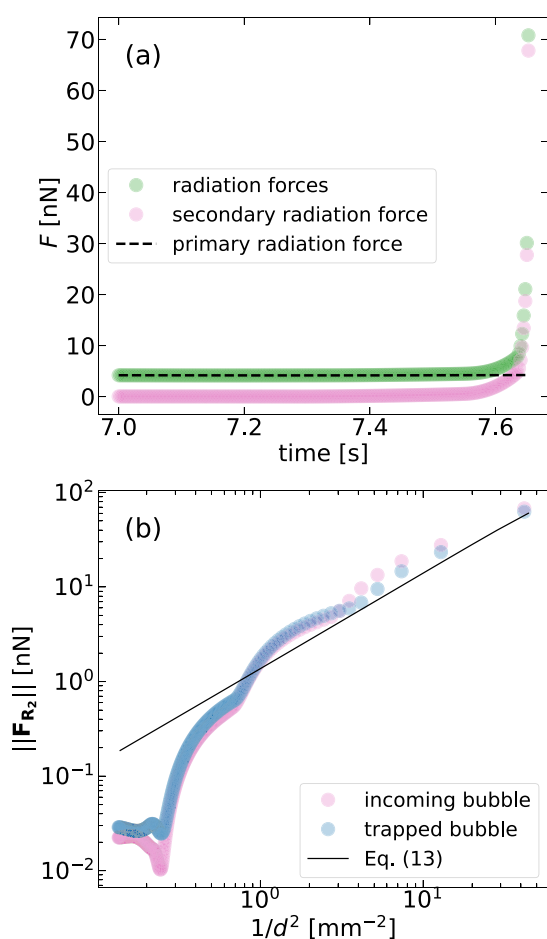 (a)
70
60
50
40
30
20
10
0
F [nN]
radiation forces
secondary radiation force
primary radiation force
7.0 7.2 7.4 7.6
time [s]
(b)
10²
10¹
10⁰
10⁻¹
10⁻²
||F_R₂|| [nN]
incoming bubble
trapped bubble
Eq. (13)
10⁰ 10¹
1/d² [mm⁻²]